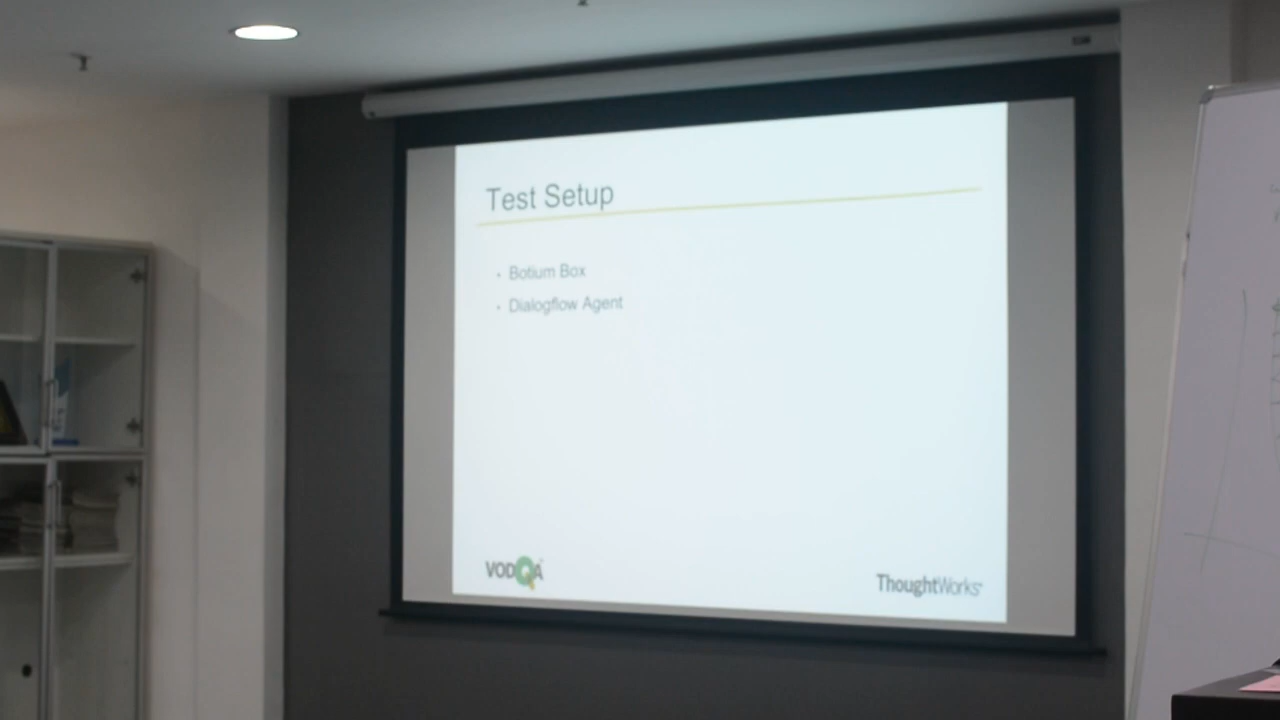 Test Setup
• Botium Box
• Dialogflow Agent
VODQA
ThoughtWorks